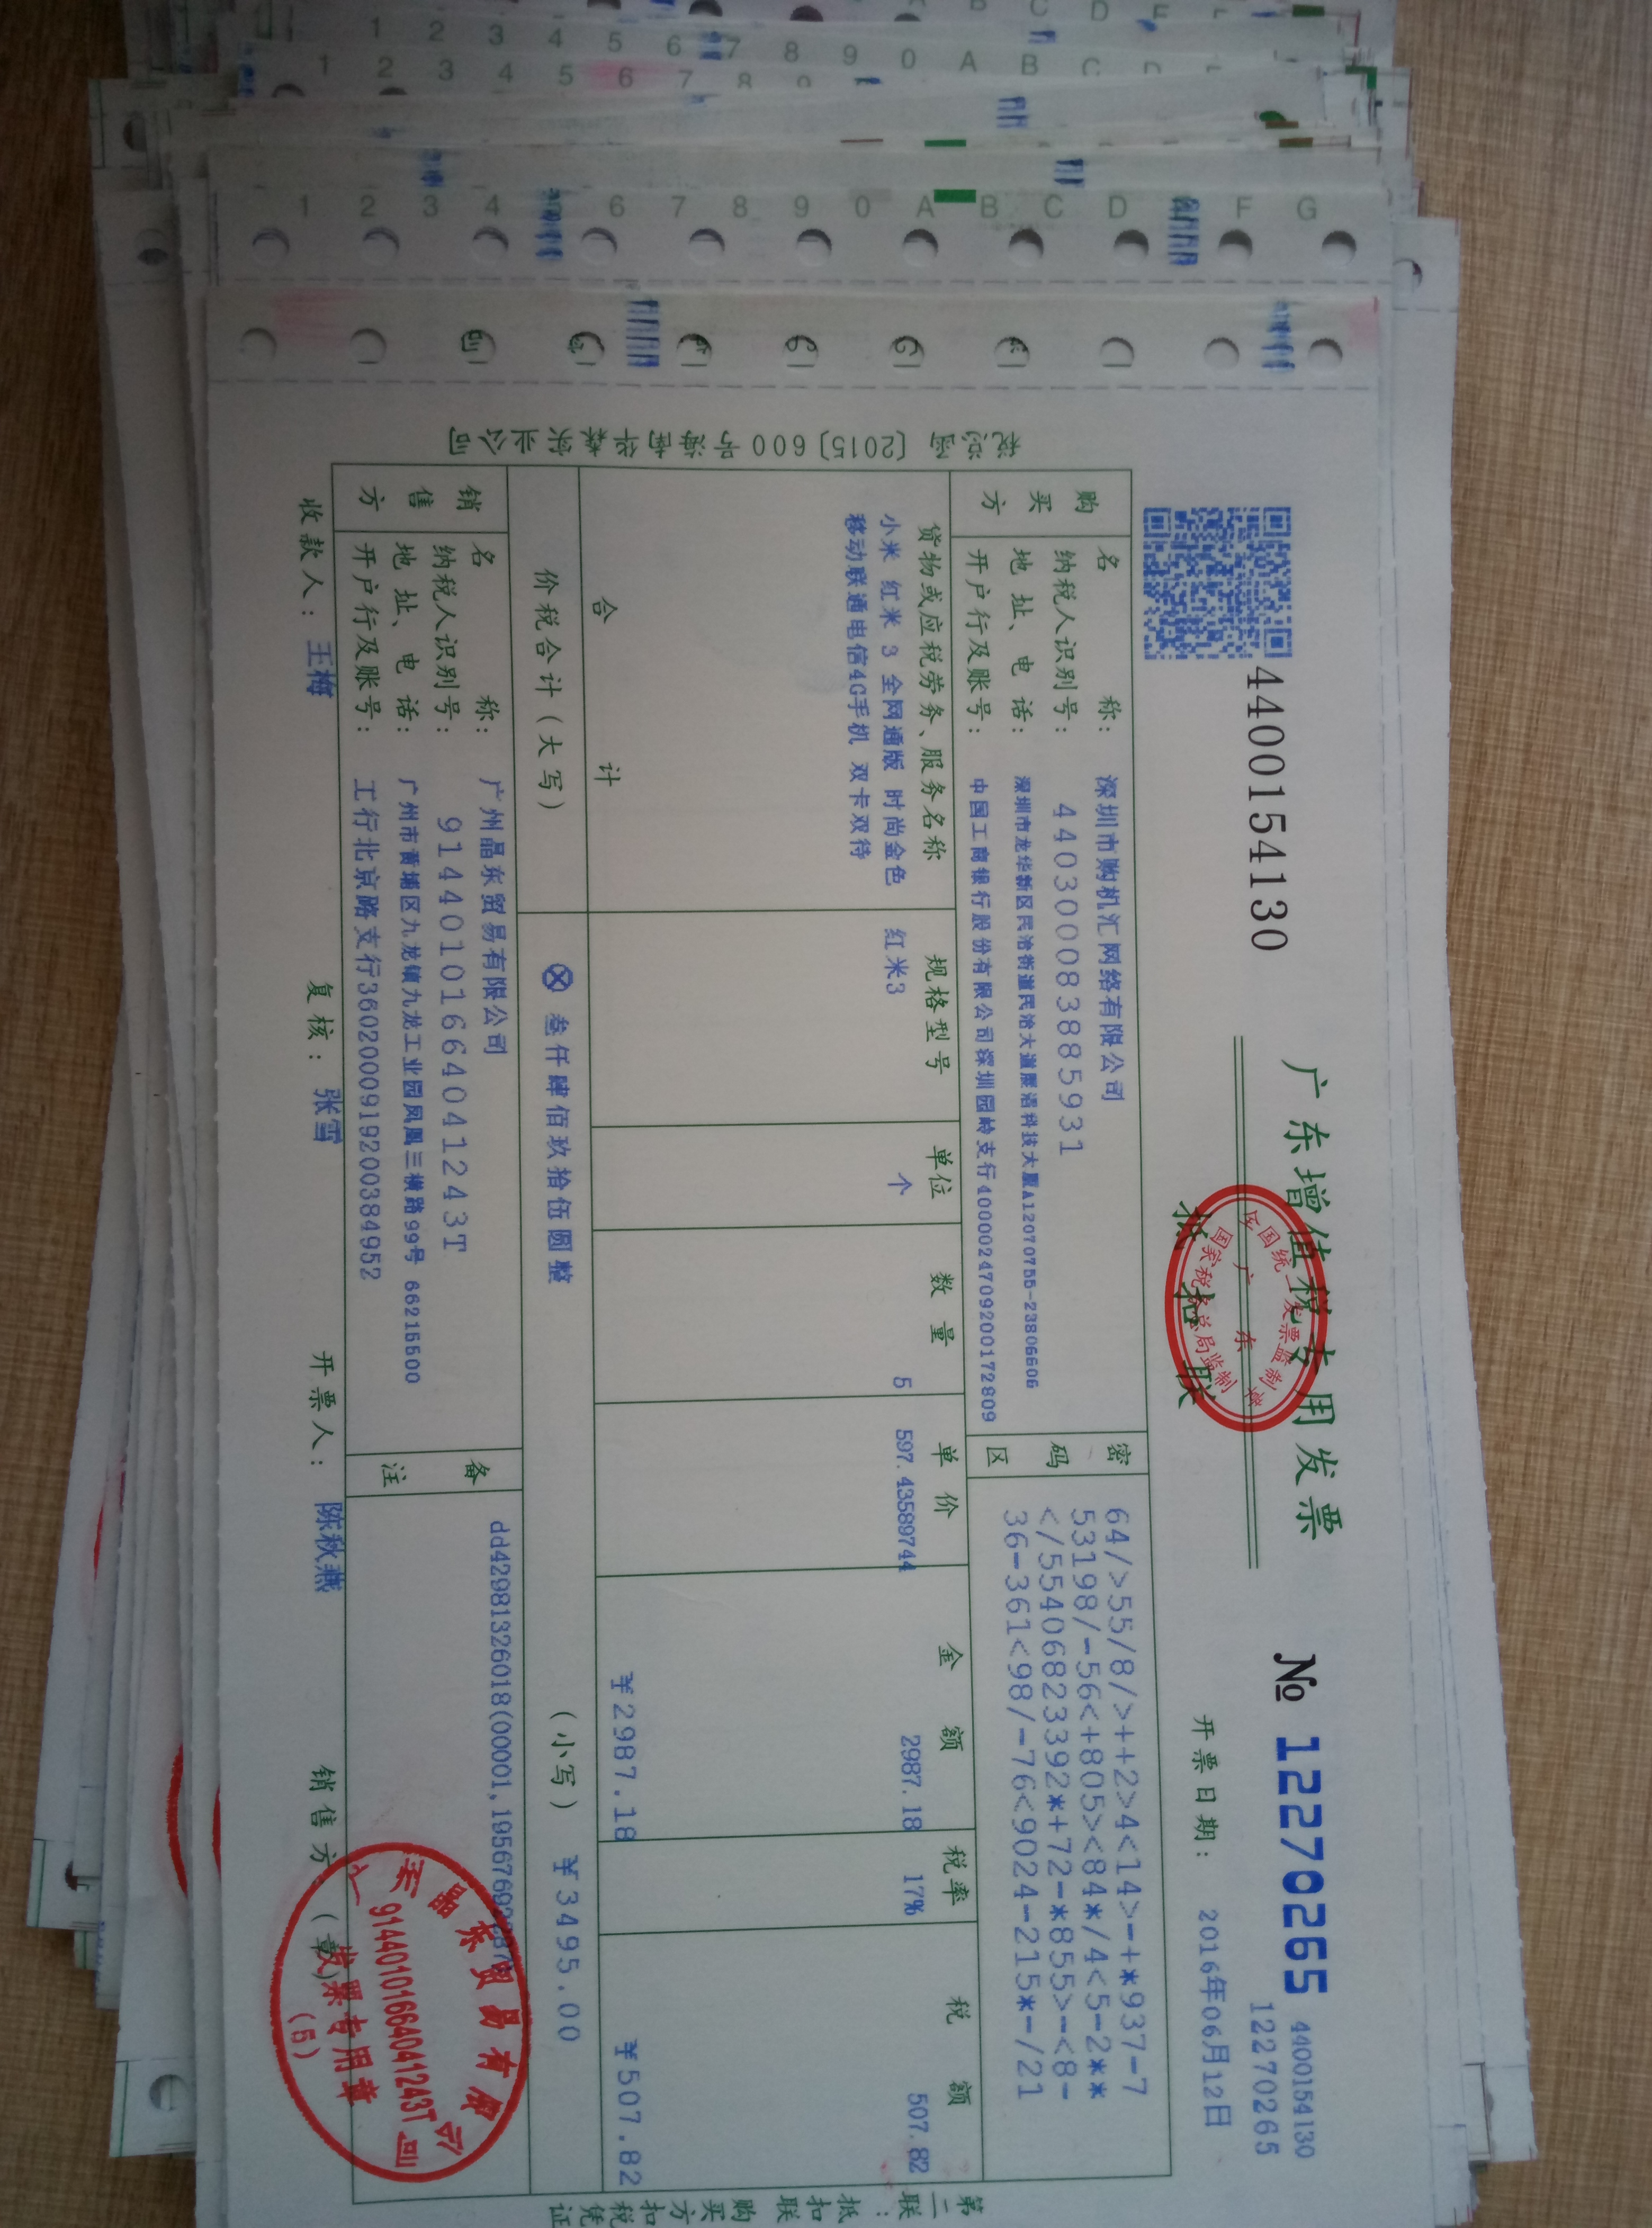 4400154130
广东增值税专用发票
抵扣联
№ 12270265
4400154130
12270265
开票日期: 2016年06月12日
税总函〔2015〕600号海南华森实业公司
购买方
名 称: 深圳市购机汇网络有限公司
纳税人识别号: 440300083885931
地 址、电 话: 深圳市龙华新区民治街道民治大道展滔科技大厦A12070755-23806606
开户行及账号: 中国工商银行股份有限公司深圳园岭支行4000024709200172809
密码区
64/>55/8/>++2>4<14>-+*937-7
53198/-56<+805><84*/4<5-2**
</55406823392*+72-*855>-<8-
36-361<98/-76<9024-215*-/21
货物或应税劳务、服务名称 规格型号 单位 数量 单价 金额 税率 税额
小米 红米 3 全网通版 时尚金色 红米3 个 5 597.43589744 2987.18 17% 507.82
移动联通电信4G手机 双卡双待
合 计 ¥2987.18 ¥507.82
价税合计(大写) ⊗ 叁仟肆佰玖拾伍圆整 (小写) ¥3495.00
销售方
名 称: 广州晶东贸易有限公司
纳税人识别号: 91440101664041243T
地 址、电 话: 广州市黄埔区九龙镇九龙工业园凤凰三横路99号 66215500
开户行及账号: 工行北京路支行3602000919200384952
备注
dd42981326018(00001,19567692
收款人: 王梅 复核: 张雪 开票人: 陈秋燕 销售方:(章)
第二联:抵扣联 购买方扣税凭证
全国统一发票监制章
广东
国家税务总局监制
广州晶东贸易有限公司
91440101664041243T
发票专用章
(5)
1 2 3 4 6 7 8 9 0 A B C D F G
1 2 3 4 5 6 7 8 9 0 A B C
1 2 3 4 5 6 7 8